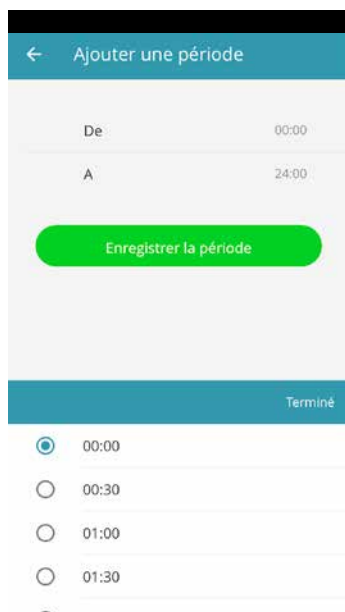 Ajouter une période
De 00:00
A 24:00
Enregistrer la période
Terminé
00:00
00:30
01:00
01:30